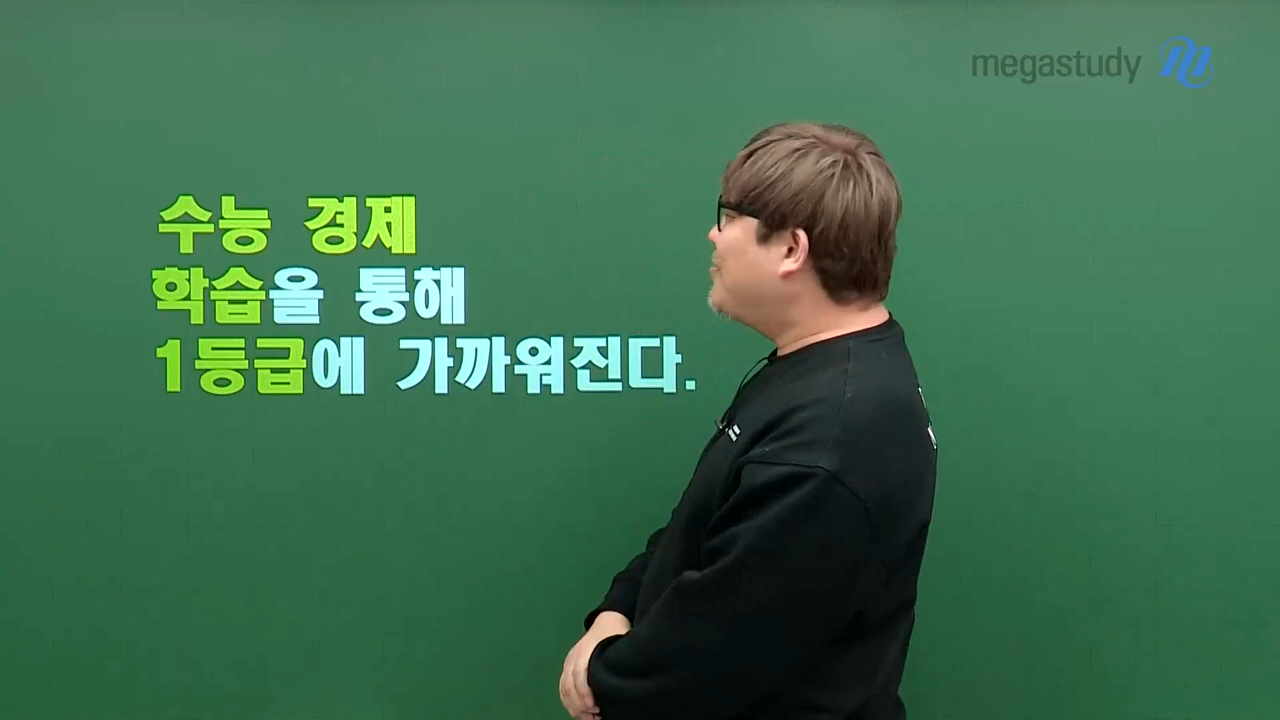 megastudy
수능 경제
학습을 통해
1등급에 가까워진다.